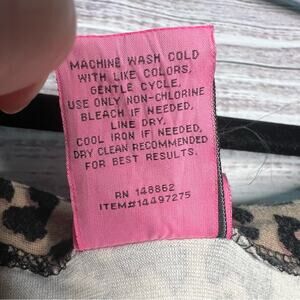 MACHINE WASH COLD
WITH LIKE COLORS,
GENTLE CYCLE,
USE ONLY NON-CHLORINE
BLEACH IF NEEDED,
LINE DRY,
COOL IRON IF NEEDED,
DRY CLEAN RECOMMENDED
FOR BEST RESULTS.
RN 148862
ITEM#14497275